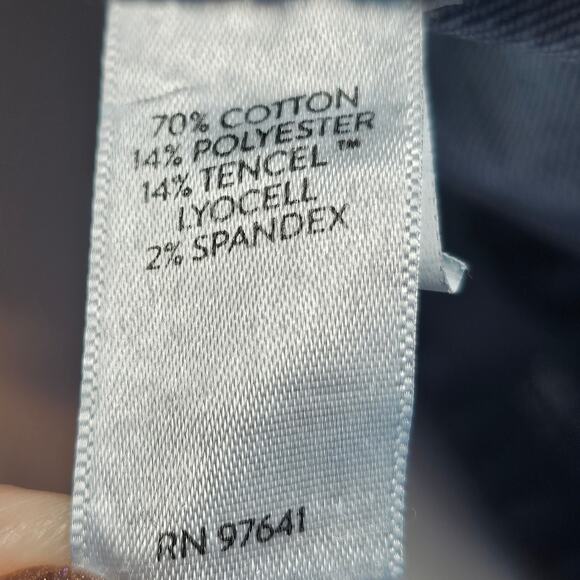 70% COTTON
14% POLYESTER
14% TENCEL™
LYOCELL
2% SPANDEX
RN 97641